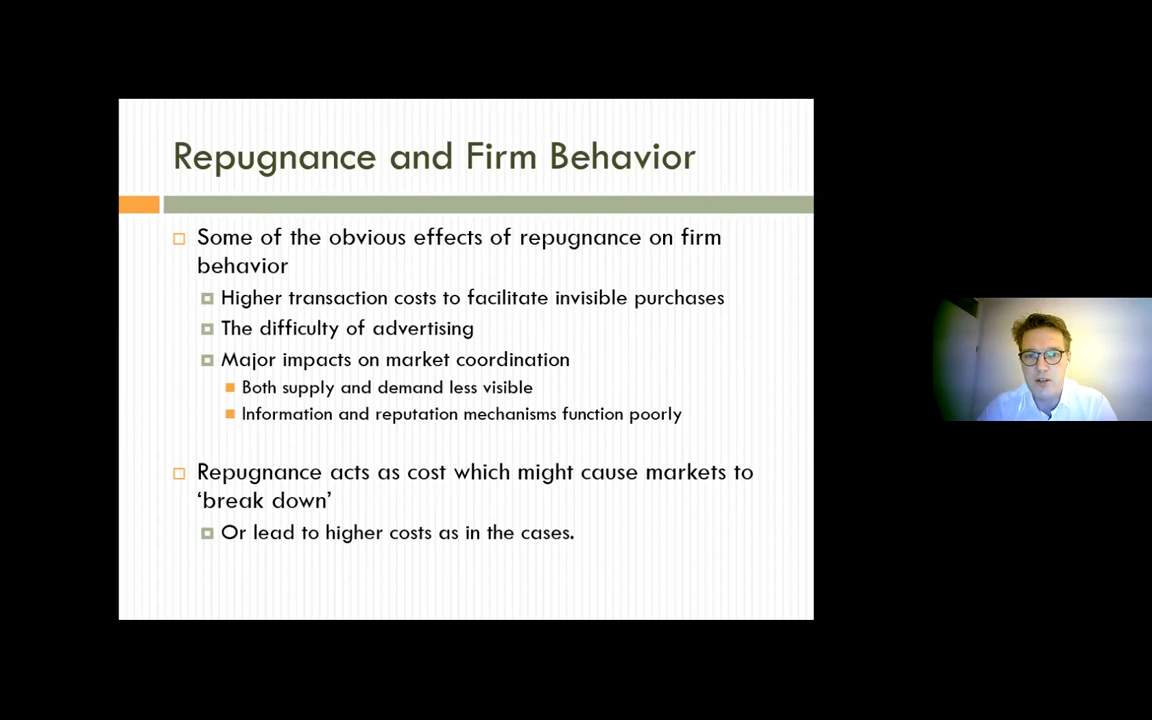 Repugnance and Firm Behavior
Some of the obvious effects of repugnance on firm
behavior
Higher transaction costs to facilitate invisible purchases
The difficulty of advertising
Major impacts on market coordination
Both supply and demand less visible
Information and reputation mechanisms function poorly
Repugnance acts as cost which might cause markets to
‘break down’
Or lead to higher costs as in the cases.